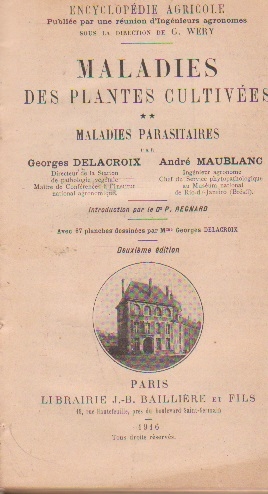 ENCYCLOPÉDIE AGRICOLE
Publiée par une réunion d'Ingénieurs agronomes
SOUS LA DIRECTION DE G. WERY
MALADIES
DES PLANTES CULTIVÉES
★★
MALADIES PARASITAIRES
PAR
Georges DELACROIX
Directeur de la Station
de pathologie végétale
Maître de Conférences à l'Institut
national agronomique.
André MAUBLANC
Ingénieur agronome
Chef de Service phytopathologique
au Muséum national
de Rio-de-Janeiro (Brésil).
Introduction par le Dr P. REGNARD
Avec 57 planches dessinées par Mme Georges DELACROIX
Deuxième édition
PARIS
LIBRAIRIE J.-B. BAILLIÈRE ET FILS
19, rue Hautefeuille, près du boulevard Saint-Germain
1916
Tous droits réservés.